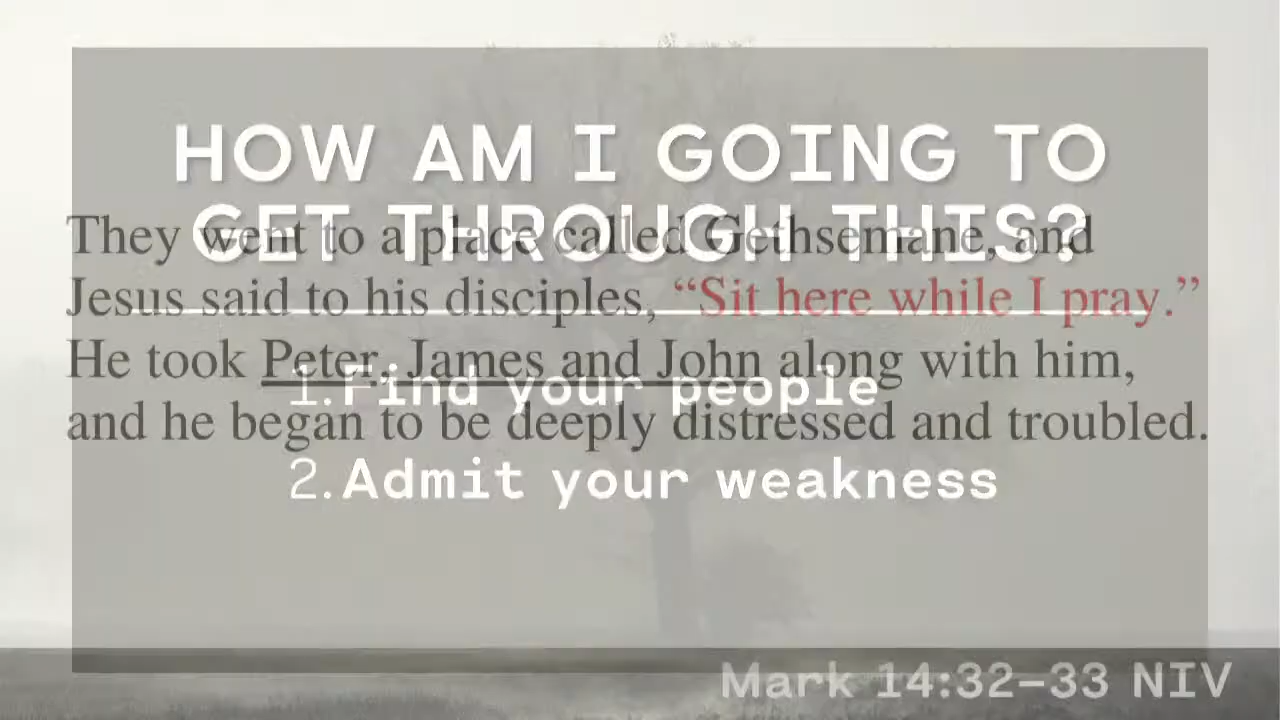 HOW AM I GOING TO
GET THROUGH THIS?
They went to a place called Gethsemane, and
Jesus said to his disciples, “Sit here while I pray.”
He took Peter, James and John along with him,
1. Find your people
and he began to be deeply distressed and troubled.
2. Admit your weakness
Mark 14:32–33 NIV